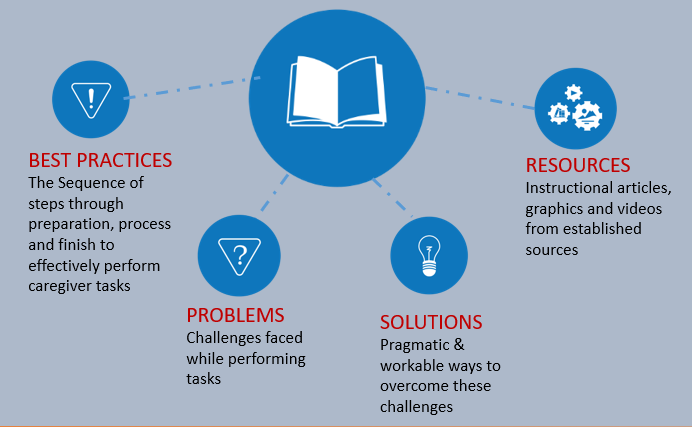 BEST PRACTICES
The Sequence of
steps through
preparation, process
and finish to
effectively perform
caregiver tasks
PROBLEMS
Challenges faced
while performing
tasks
SOLUTIONS
Pragmatic &
workable ways to
overcome these
challenges
RESOURCES
Instructional articles,
graphics and videos
from established
sources